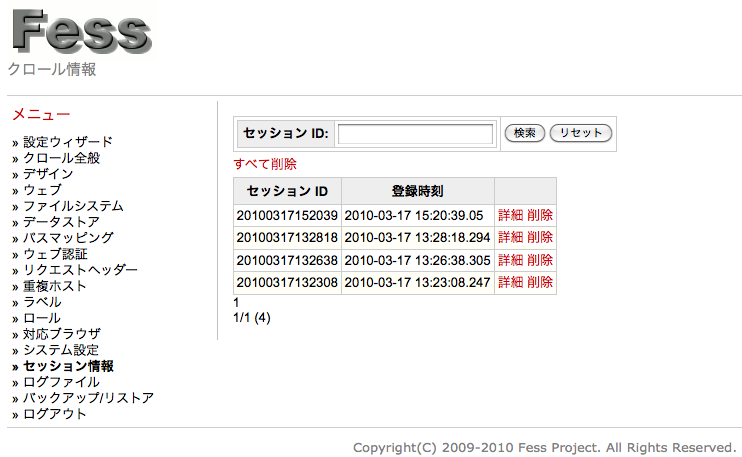 Fess
クロール情報
メニュー
» 設定ウィザード
» クロール全般
» デザイン
» ウェブ
» ファイルシステム
» データストア
» パスマッピング
» ウェブ認証
» リクエストヘッダー
» 重複ホスト
» ラベル
» ロール
» 対応ブラウザ
» システム設定
» セッション情報
» ログファイル
» バックアップ/リストア
» ログアウト
セッション ID: 検索 リセット
すべて削除
セッション ID 登録時刻
20100317152039 2010-03-17 15:20:39.05 詳細 削除
20100317132818 2010-03-17 13:28:18.294 詳細 削除
20100317132638 2010-03-17 13:26:38.305 詳細 削除
20100317132308 2010-03-17 13:23:08.247 詳細 削除
1
1/1 (4)
Copyright(C) 2009-2010 Fess Project. All Rights Reserved.